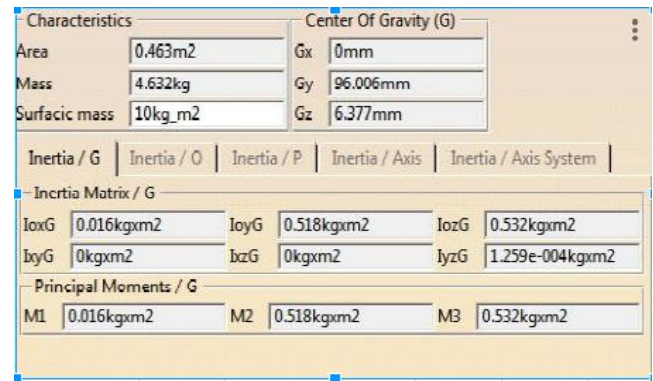 Characteristics Center Of Gravity (G)
Area 0.463m2 Gx 0mm
Mass 4.632kg Gy 96.006mm
Surfacic mass 10kg_m2 Gz 6.377mm
Inertia / G Inertia / O Inertia / P Inertia / Axis Inertia / Axis System
Inertia Matrix / G
IoxG 0.016kgxm2 IoyG 0.518kgxm2 IozG 0.532kgxm2
IxyG 0kgxm2 IxzG 0kgxm2 IyzG 1.259e-004kgxm2
Principal Moments / G
M1 0.016kgxm2 M2 0.518kgxm2 M3 0.532kgxm2